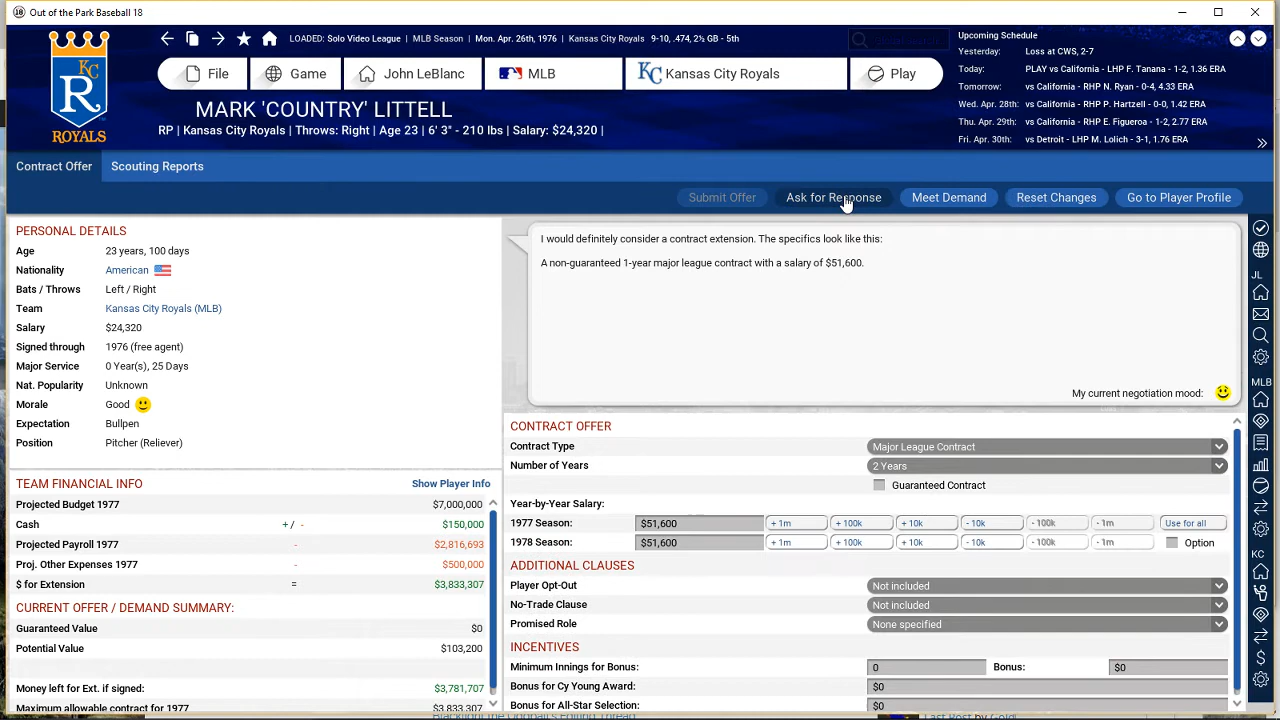 Out of the Park Baseball 18
LOADED: Solo Video League | MLB Season | Mon. Apr. 26th, 1976 | Kansas City Royals 9-10, .474, 2½ GB - 5th
File
Game
John LeBlanc
MLB
Kansas City Royals
Play
Upcoming Schedule
Yesterday: Loss at CWS, 2-7
Today: PLAY vs California - LHP F. Tanana - 1-2, 1.36 ERA
Tomorrow: vs California - RHP N. Ryan - 0-4, 4.33 ERA
Wed. Apr. 28th: vs California - RHP P. Hartzell - 0-0, 1.42 ERA
Thu. Apr. 29th: vs California - RHP E. Figueroa - 1-2, 2.77 ERA
Fri. Apr. 30th: vs Detroit - LHP M. Lolich - 3-1, 1.76 ERA
KC
R
ROYALS
MARK 'COUNTRY' LITTELL
RP | Kansas City Royals | Throws: Right | Age 23 | 6' 3" - 210 lbs | Salary: $24,320 |
Contract Offer
Scouting Reports
Submit Offer
Ask for Response
Meet Demand
Reset Changes
Go to Player Profile
PERSONAL DETAILS
Age 23 years, 100 days
Nationality American
Bats / Throws Left / Right
Team Kansas City Royals (MLB)
Salary $24,320
Signed through 1976 (free agent)
Major Service 0 Year(s), 25 Days
Nat. Popularity Unknown
Morale Good
Expectation Bullpen
Position Pitcher (Reliever)
TEAM FINANCIAL INFO Show Player Info
Projected Budget 1977 $7,000,000
Cash + / - $150,000
Projected Payroll 1977 - $2,816,693
Proj. Other Expenses 1977 - $500,000
$ for Extension = $3,833,307
CURRENT OFFER / DEMAND SUMMARY:
Guaranteed Value $0
Potential Value $103,200
Money left for Ext. if signed: $3,781,707
Maximum allowable contract for 1977 $3,833,307
I would definitely consider a contract extension. The specifics look like this:
A non-guaranteed 1-year major league contract with a salary of $51,600.
My current negotiation mood:
CONTRACT OFFER
Contract Type Major League Contract
Number of Years 2 Years
Guaranteed Contract
Year-by-Year Salary:
1977 Season: $51,600 + 1m + 100k + 10k - 10k - 100k - 1m Use for all
1978 Season: $51,600 + 1m + 100k + 10k - 10k - 100k - 1m Option
ADDITIONAL CLAUSES
Player Opt-Out Not included
No-Trade Clause Not included
Promised Role None specified
INCENTIVES
Minimum Innings for Bonus: 0 Bonus: $0
Bonus for Cy Young Award: $0
Bonus for All-Star Selection: $0
JL
MLB
KC